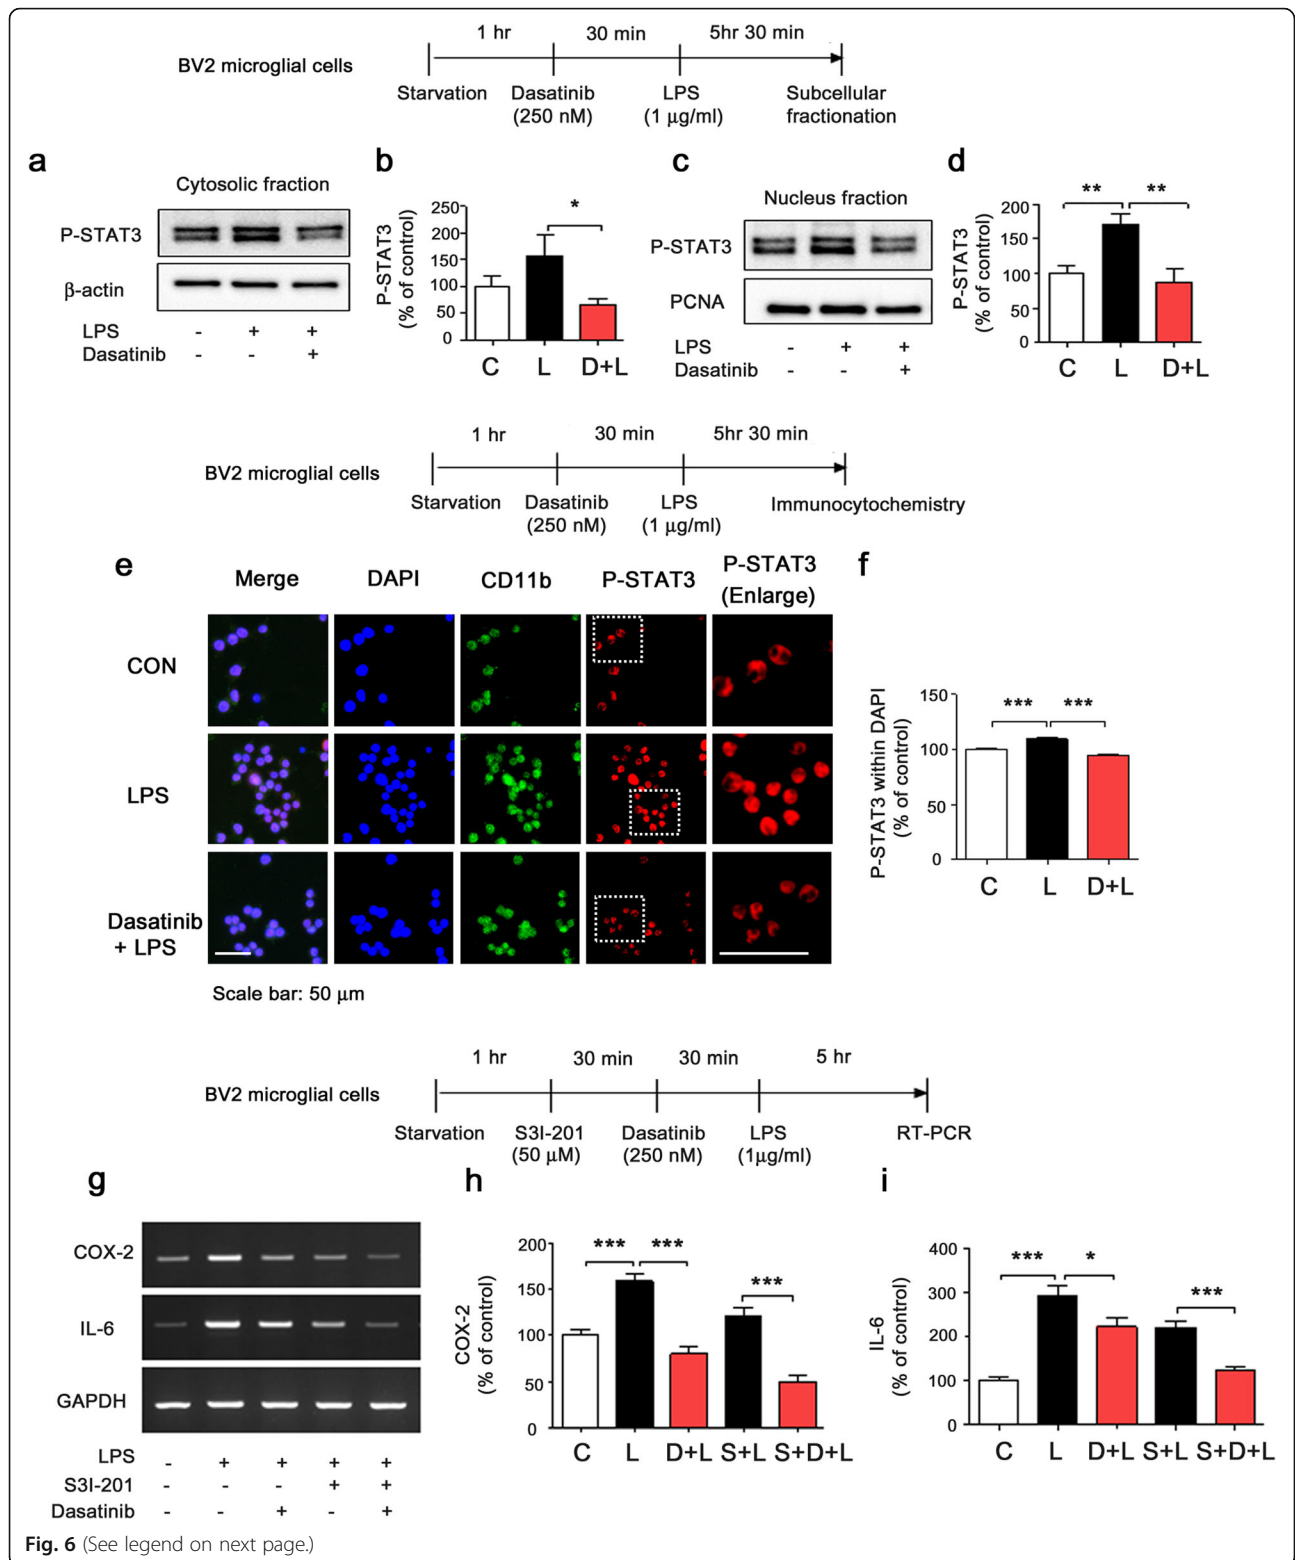 1 hr 30 min 5hr 30 min
BV2 microglial cells
Starvation Dasatinib LPS Subcellular
(250 nM) (1 μg/ml) fractionation
a
Cytosolic fraction
P-STAT3
β-actin
LPS - + +
Dasatinib - - +
b
*
P-STAT3
(% of control)
250
200
150
100
50
0
C L D+L
c
Nucleus fraction
P-STAT3
PCNA
LPS - + +
Dasatinib - - +
d
** **
P-STAT3
(% of control)
200
150
100
50
0
C L D+L
1 hr 30 min 5hr 30 min
BV2 microglial cells
Starvation Dasatinib LPS Immunocytochemistry
(250 nM) (1 μg/ml)
e
Merge DAPI CD11b P-STAT3 P-STAT3
(Enlarge)
CON
LPS
Dasatinib
+ LPS
Scale bar: 50 μm
f
*** ***
P-STAT3 within DAPI
(% of control)
150
100
50
0
C L D+L
1 hr 30 min 30 min 5 hr
BV2 microglial cells
Starvation S3I-201 Dasatinib LPS RT-PCR
(50 μM) (250 nM) (1μg/ml)
g
COX-2
IL-6
GAPDH
LPS - + + + +
S3I-201 - - - + +
Dasatinib - - + - +
h
*** *** ***
COX-2
(% of control)
200
150
100
50
0
C L D+L S+L S+D+L
i
*** * ***
IL-6
(% of control)
400
300
200
100
0
C L D+L S+L S+D+L
Fig. 6 (See legend on next page.)